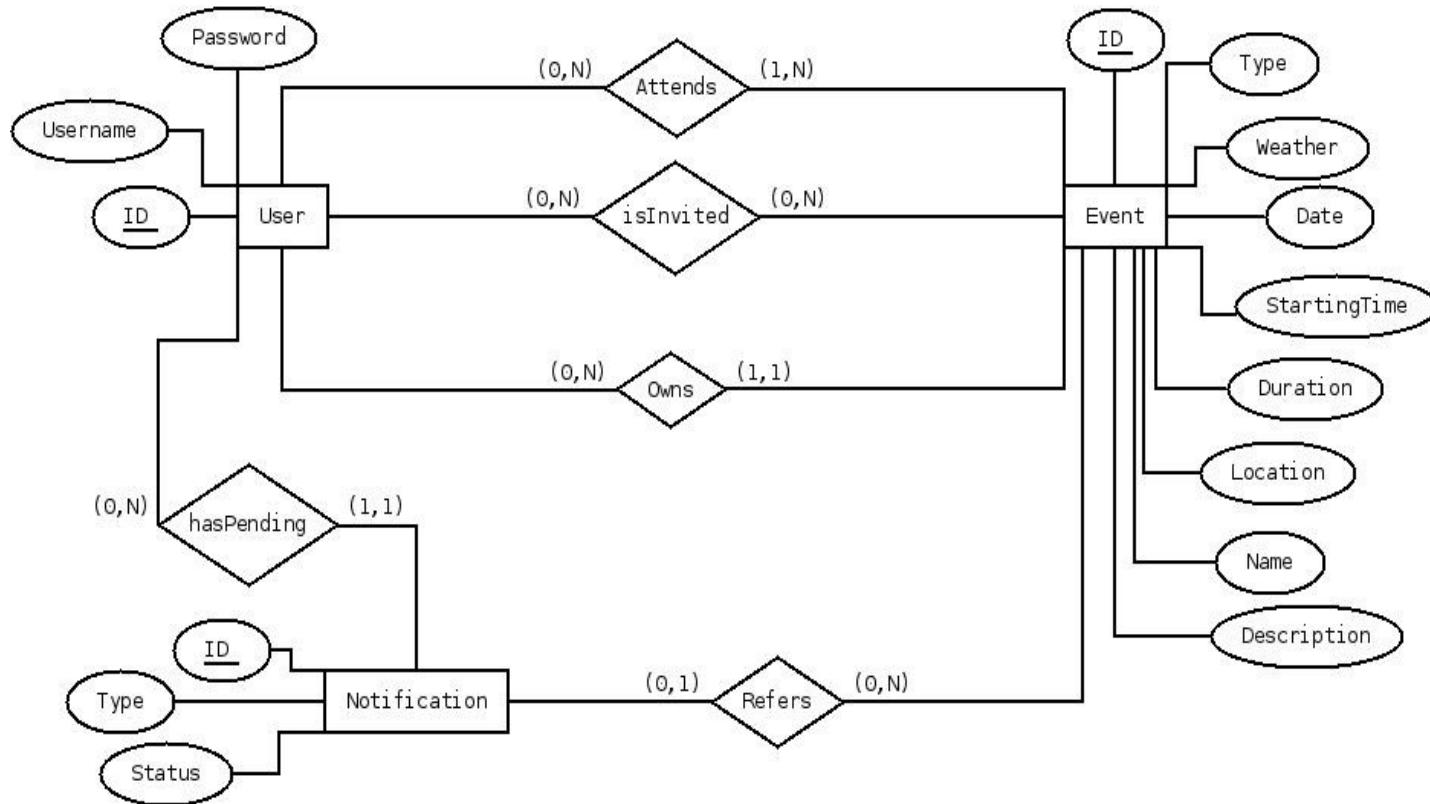 Password
ID
(0,N)
Attends
(1,N)
Type
Username
Weather
ID
User
(0,N)
isInvited
(0,N)
Event
Date
StartingTime
(0,N)
Owns
(1,1)
Duration
Location
(0,N)
hasPending
(1,1)
Name
ID
Description
Type
Notification
(0,1)
Refers
(0,N)
Status